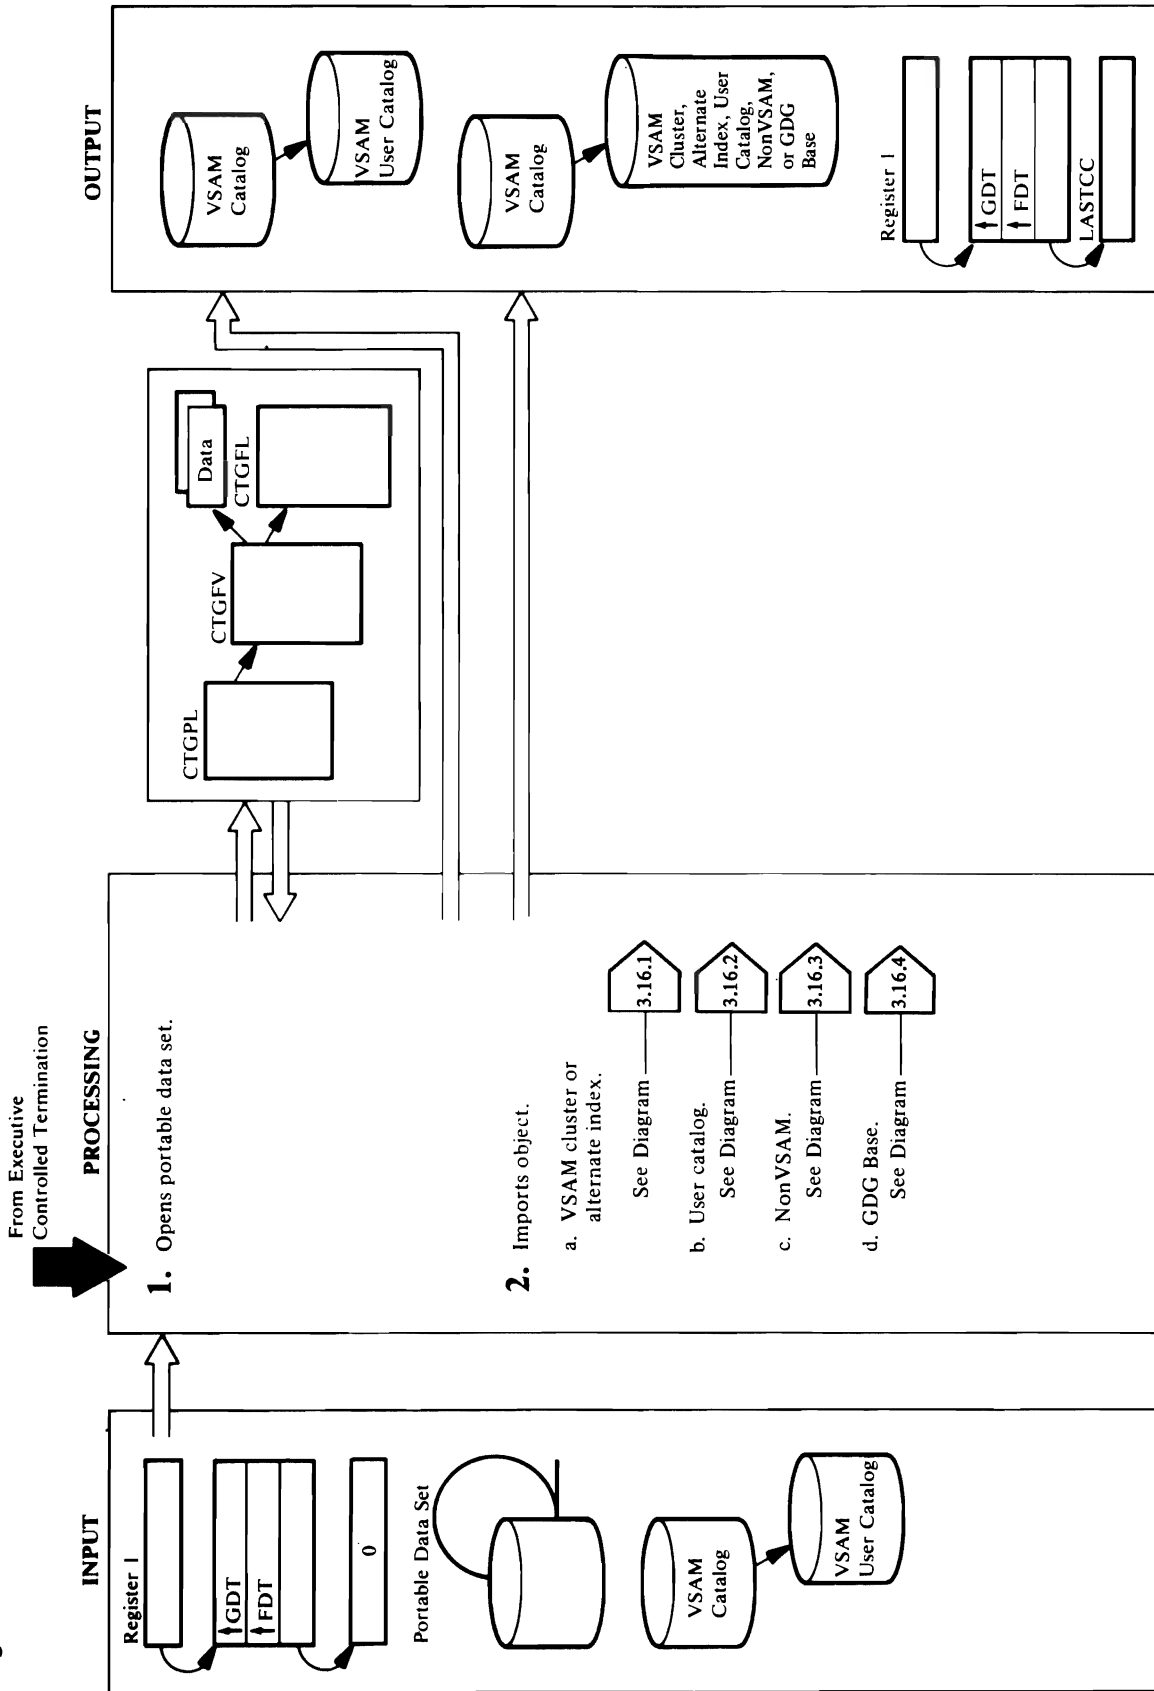 From Executive
Controlled Termination
INPUT
Register 1
GDT
FDT
0
Portable Data Set
VSAM
Catalog
VSAM
User Catalog
PROCESSING
1. Opens portable data set.
2. Imports object.
a. VSAM cluster or
alternate index.
See Diagram
3.16.1
b. User catalog.
See Diagram
3.16.2
c. NonVSAM.
See Diagram
3.16.3
d. GDG Base.
See Diagram
3.16.4
CTGPL
CTGFV
Data
CTGFL
OUTPUT
VSAM
Catalog
VSAM
User Catalog
VSAM
Catalog
VSAM
Cluster,
Alternate
Index, User
Catalog,
NonVSAM,
or GDG
Base
Register 1
GDT
FDT
LASTCC